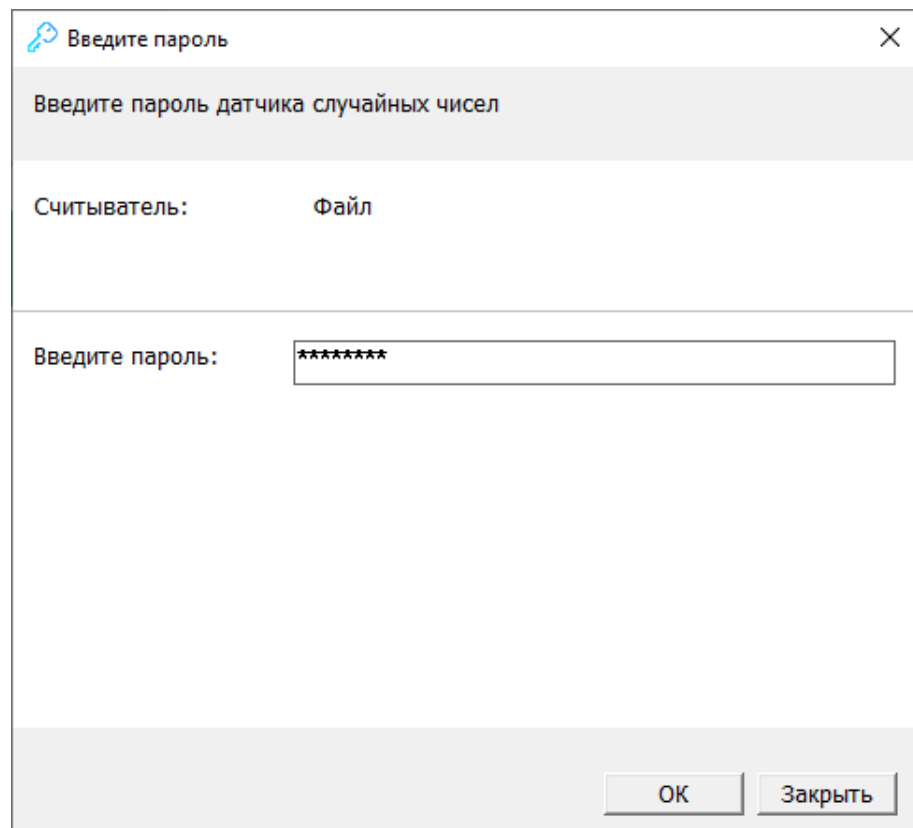 Введите пароль
Введите пароль датчика случайных чисел
Считыватель: Файл
Введите пароль: ********
ОК Закрыть